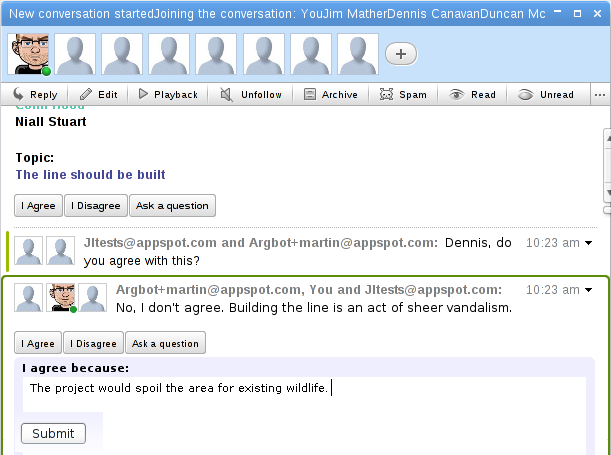 New conversation startedJoining the conversation: YouJim MatherDennis CanavanDuncan Mc
Reply Edit Playback Unfollow Archive Spam Read Unread ...
Niall Stuart
Topic:
The line should be built
I Agree I Disagree Ask a question
Jltests@appspot.com and Argbot+martin@appspot.com: Dennis, do 10:23 am
you agree with this?
Argbot+martin@appspot.com, You and Jltests@appspot.com: 10:23 am
No, I don't agree. Building the line is an act of sheer vandalism.
I Agree I Disagree Ask a question
I agree because:
The project would spoil the area for existing wildlife.
Submit